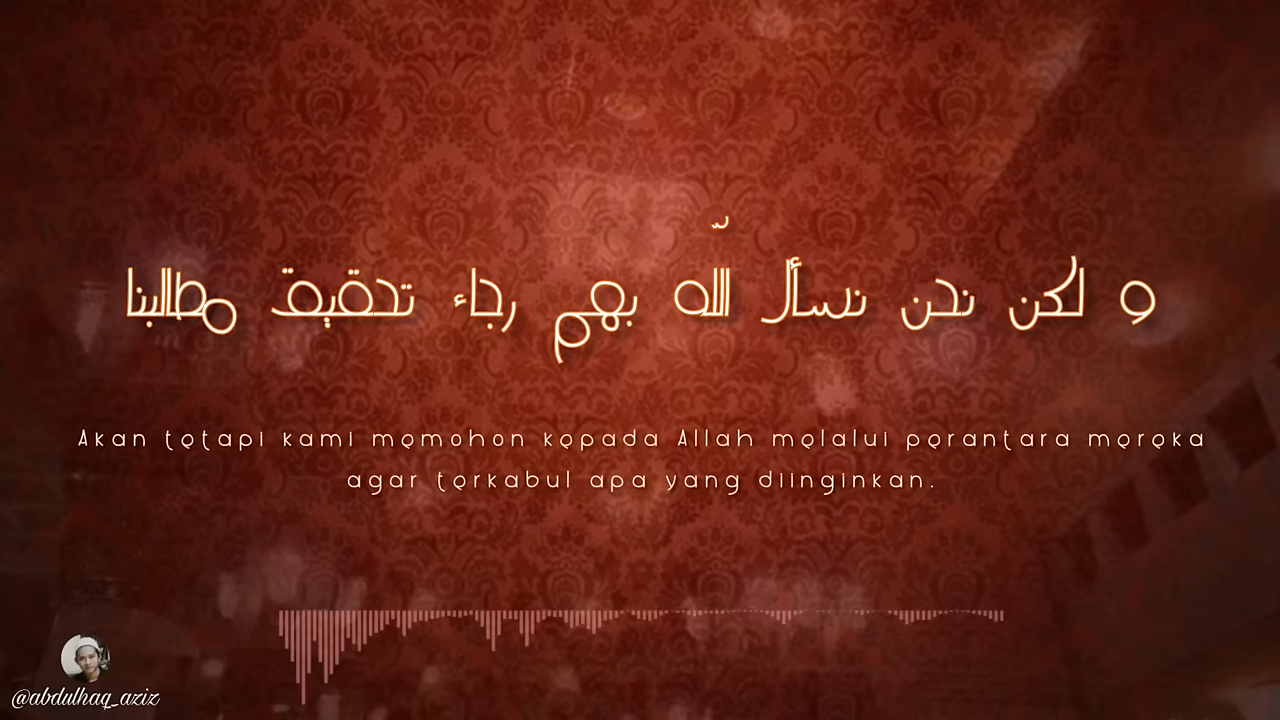 و لكن نحن نسأل الله بهم رجاء تحقيق مطالبنا
Akan tetapi kami memohon kepada Allah melalui perantara mereka
agar terkabul apa yang diinginkan.
@abdulhaq_aziz